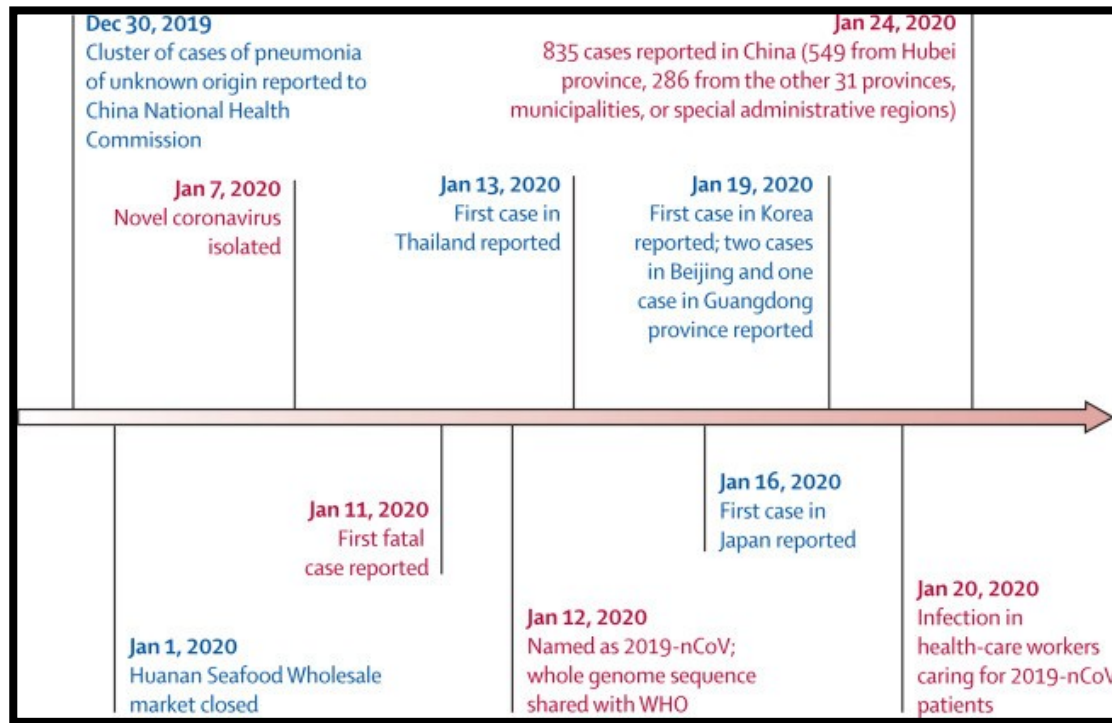 Dec 30, 2019
Cluster of cases of pneumonia
of unknown origin reported to
China National Health
Commission
Jan 24, 2020
835 cases reported in China (549 from Hubei
province, 286 from the other 31 provinces,
municipalities, or special administrative regions)
Jan 7, 2020
Novel coronavirus
isolated
Jan 13, 2020
First case in
Thailand reported
Jan 19, 2020
First case in Korea
reported; two cases
in Beijing and one
case in Guangdong
province reported
Jan 1, 2020
Huanan Seafood Wholesale
market closed
Jan 11, 2020
First fatal
case reported
Jan 12, 2020
Named as 2019-nCoV;
whole genome sequence
shared with WHO
Jan 16, 2020
First case in
Japan reported
Jan 20, 2020
Infection in
health-care workers
caring for 2019-nCoV
patients